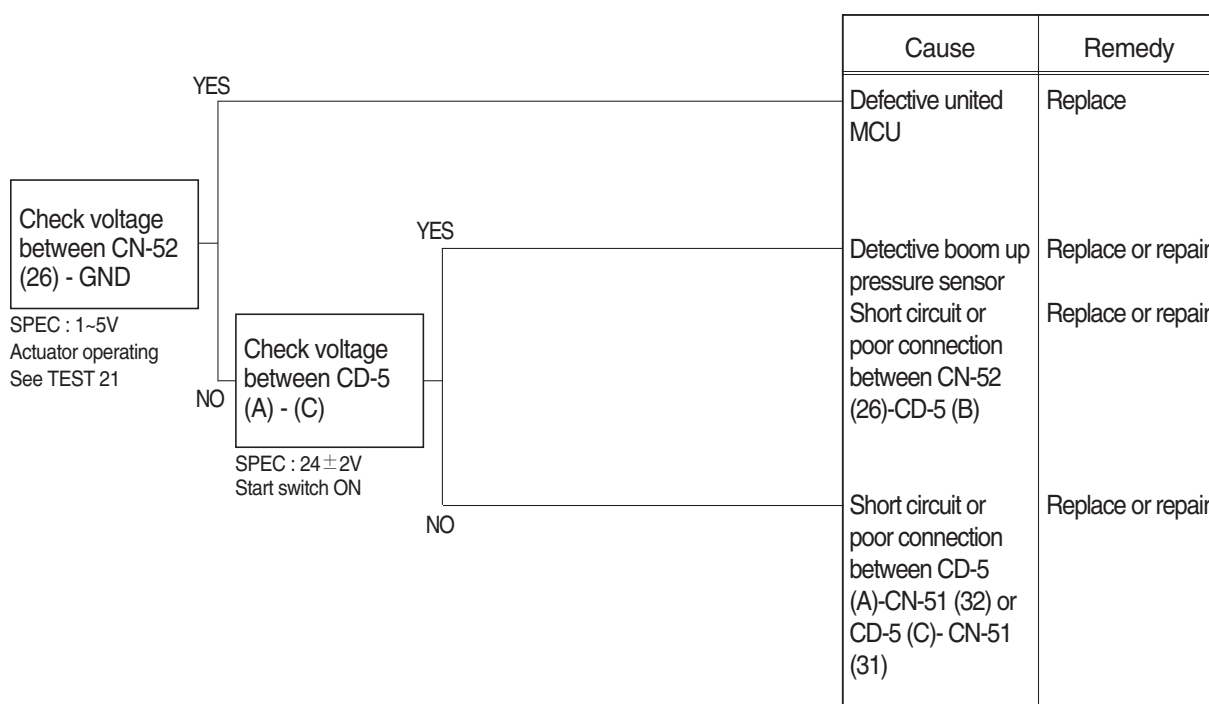 Cause
Remedy
YES
Defective united
MCU
Replace
Check voltage
between CN-52
(26) - GND
SPEC : 1~5V
Actuator operating
See TEST 21
YES
NO
Check voltage
between CD-5
(A) - (C)
SPEC : 24±2V
Start switch ON
Detective boom up
pressure sensor
Replace or repair
Short circuit or
poor connection
between CN-52
(26)-CD-5 (B)
Replace or repair
NO
Short circuit or
poor connection
between CD-5
(A)-CN-51 (32) or
CD-5 (C)- CN-51
(31)
Replace or repair